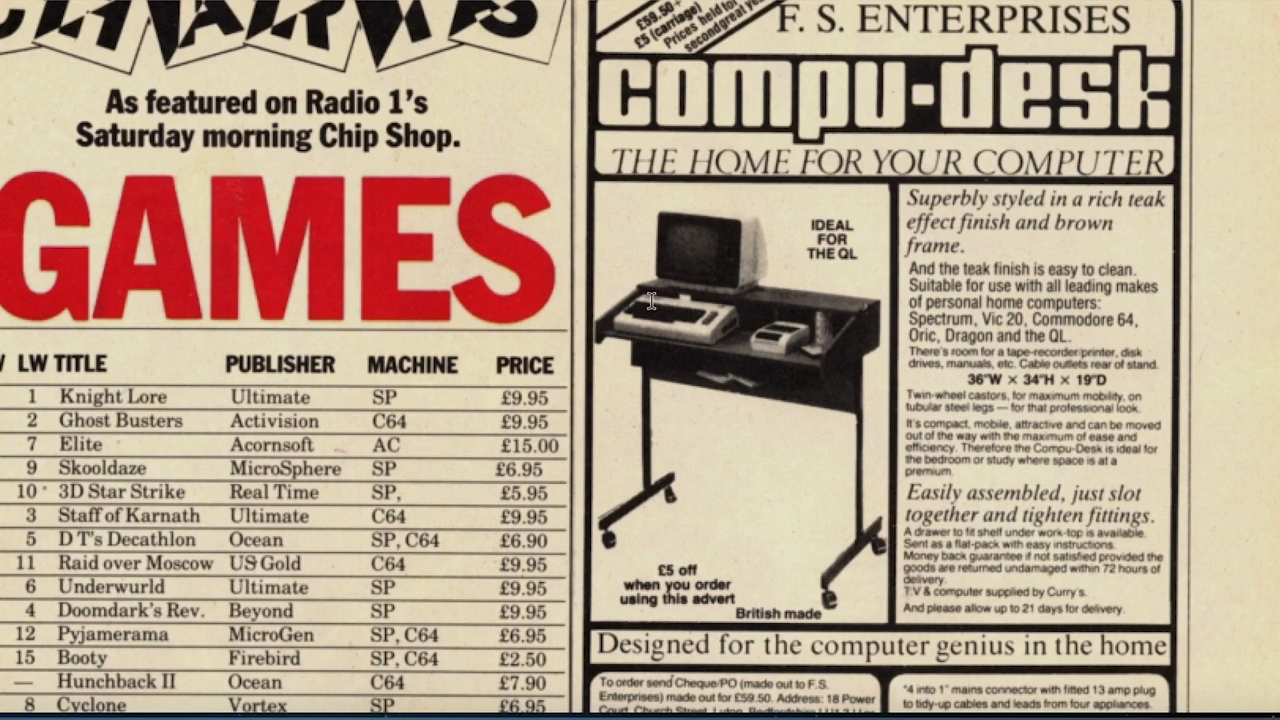 CHARTS
As featured on Radio 1's
Saturday morning Chip Shop.
GAMES
LW TITLE PUBLISHER MACHINE PRICE
1 Knight Lore Ultimate SP £9.95
2 Ghost Busters Activision C64 £9.95
7 Elite Acornsoft AC £15.00
9 Skooldaze MicroSphere SP £6.95
10 3D Star Strike Real Time SP, £5.95
3 Staff of Karnath Ultimate C64 £9.95
5 D T's Decathlon Ocean SP, C64 £6.90
11 Raid over Moscow US Gold C64 £9.95
6 Underwurld Ultimate SP £9.95
4 Doomdark's Rev. Beyond SP £9.95
12 Pyjamerama MicroGen SP, C64 £6.95
15 Booty Firebird SP, C64 £2.50
— Hunchback II Ocean C64 £7.90
8 Cyclone Vortex SP £6.95
£59.50+
£5 (carriage)
Prices held for
second great
F. S. ENTERPRISES
compu-desk
THE HOME FOR YOUR COMPUTER
IDEAL
FOR
THE QL
£5 off
when you order
using this advert
British made
Superbly styled in a rich teak
effect finish and brown
frame.
And the teak finish is easy to clean.
Suitable for use with all leading makes
of personal home computers:
Spectrum, Vic 20, Commodore 64,
Oric, Dragon and the QL.
There's room for a tape-recorder/printer, disk
drives, manuals, etc. Cable outlets rear of stand.
36"W × 34"H × 19"D
Twin-wheel castors, for maximum mobility, on
tubular steel legs — for that professional look.
It's compact, mobile, attractive and can be moved
out of the way with the maximum of ease and
efficiency. Therefore the Compu-Desk is ideal for
the bedroom or study where space is at a
premium.
Easily assembled, just slot
together and tighten fittings.
A drawer to fit shelf under work-top is available.
Sent as a flat-pack with easy instructions.
Money back guarantee if not satisfied provided the
goods are returned undamaged within 72 hours of
delivery.
T.V & computer supplied by Curry's.
And please allow up to 21 days for delivery.
Designed for the computer genius in the home
To order send Cheque/PO (made out to F.S.
Enterprises) made out for £59.50. Address: 18 Power
Court, Church Street, Luton, Bedfordshire
"4 into 1" mains connector with fitted 13 amp plug
to tidy-up cables and leads from four appliances.